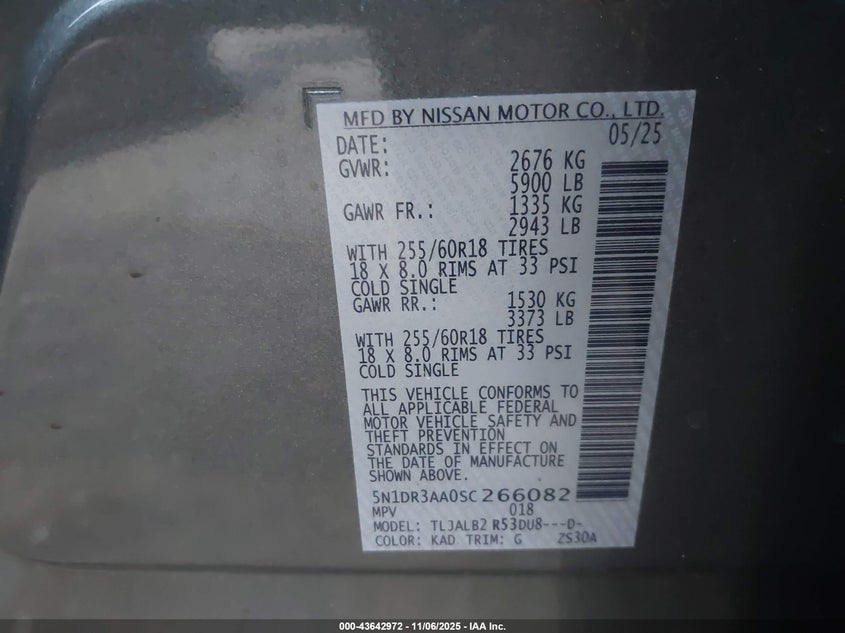 MFD BY NISSAN MOTOR CO., LTD.
DATE: 05/25
GVWR: 2676 KG
5900 LB
GAWR FR.: 1335 KG
2943 LB
WITH 255/60R18 TIRES
18 X 8.0 RIMS AT 33 PSI
COLD SINGLE
GAWR RR.: 1530 KG
3373 LB
WITH 255/60R18 TIRES
18 X 8.0 RIMS AT 33 PSI
COLD SINGLE
THIS VEHICLE CONFORMS TO
ALL APPLICABLE FEDERAL
MOTOR VEHICLE SAFETY AND
THEFT PREVENTION
STANDARDS IN EFFECT ON
THE DATE OF MANUFACTURE
SHOWN ABOVE.
5N1DR3AA0SC266082
MPV 018
MODEL: TLJALB2 R53DU8---D-
COLOR: KAD TRIM: G ZS30A
000-43642972 - 11/06/2025 - IAA Inc.